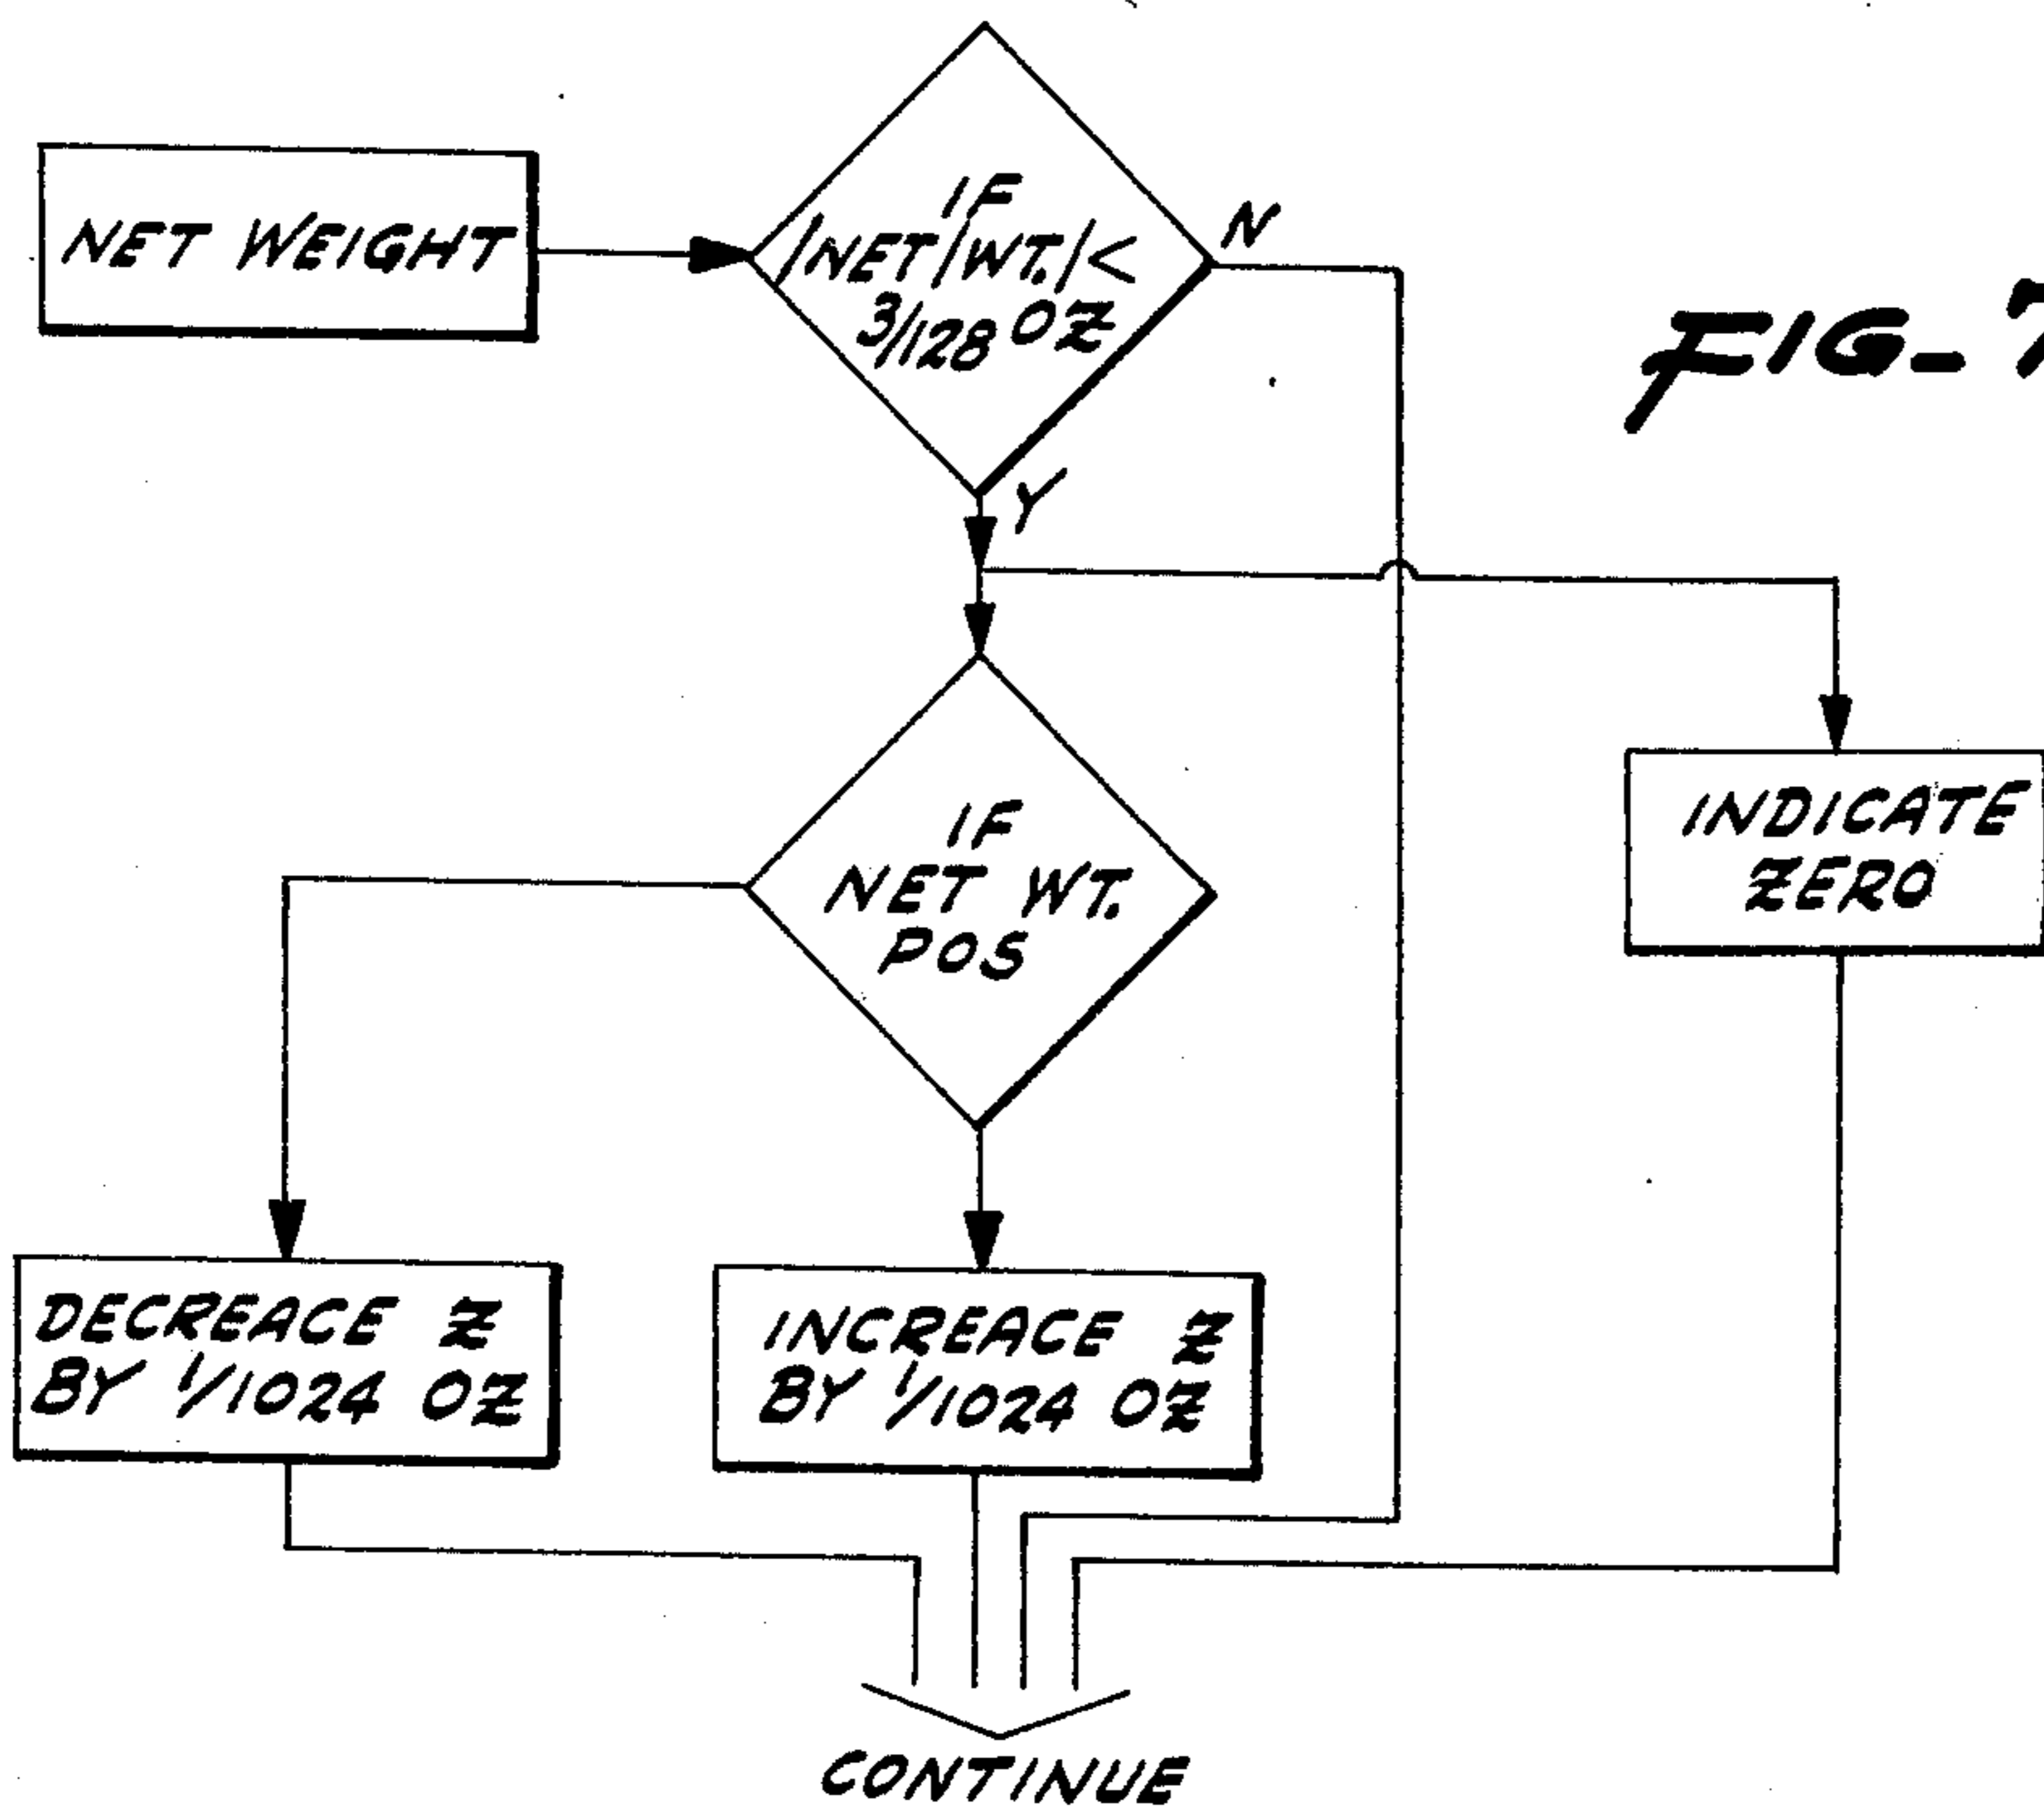 NET WEIGHT
IF
/NET/WT./<
3/128 OZ
N
FIG-7
Y
IF
NET WT.
POS
INDICATE
ZERO
DECREACE Z
BY 1/1024 OZ
INCREACE Z
BY 1/1024 OZ
CONTINUE